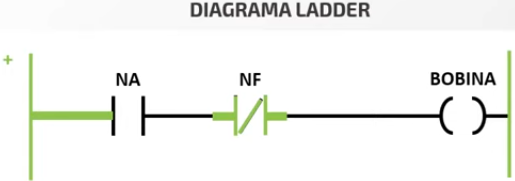 DIAGRAMA LADDER
+
NA NF BOBINA